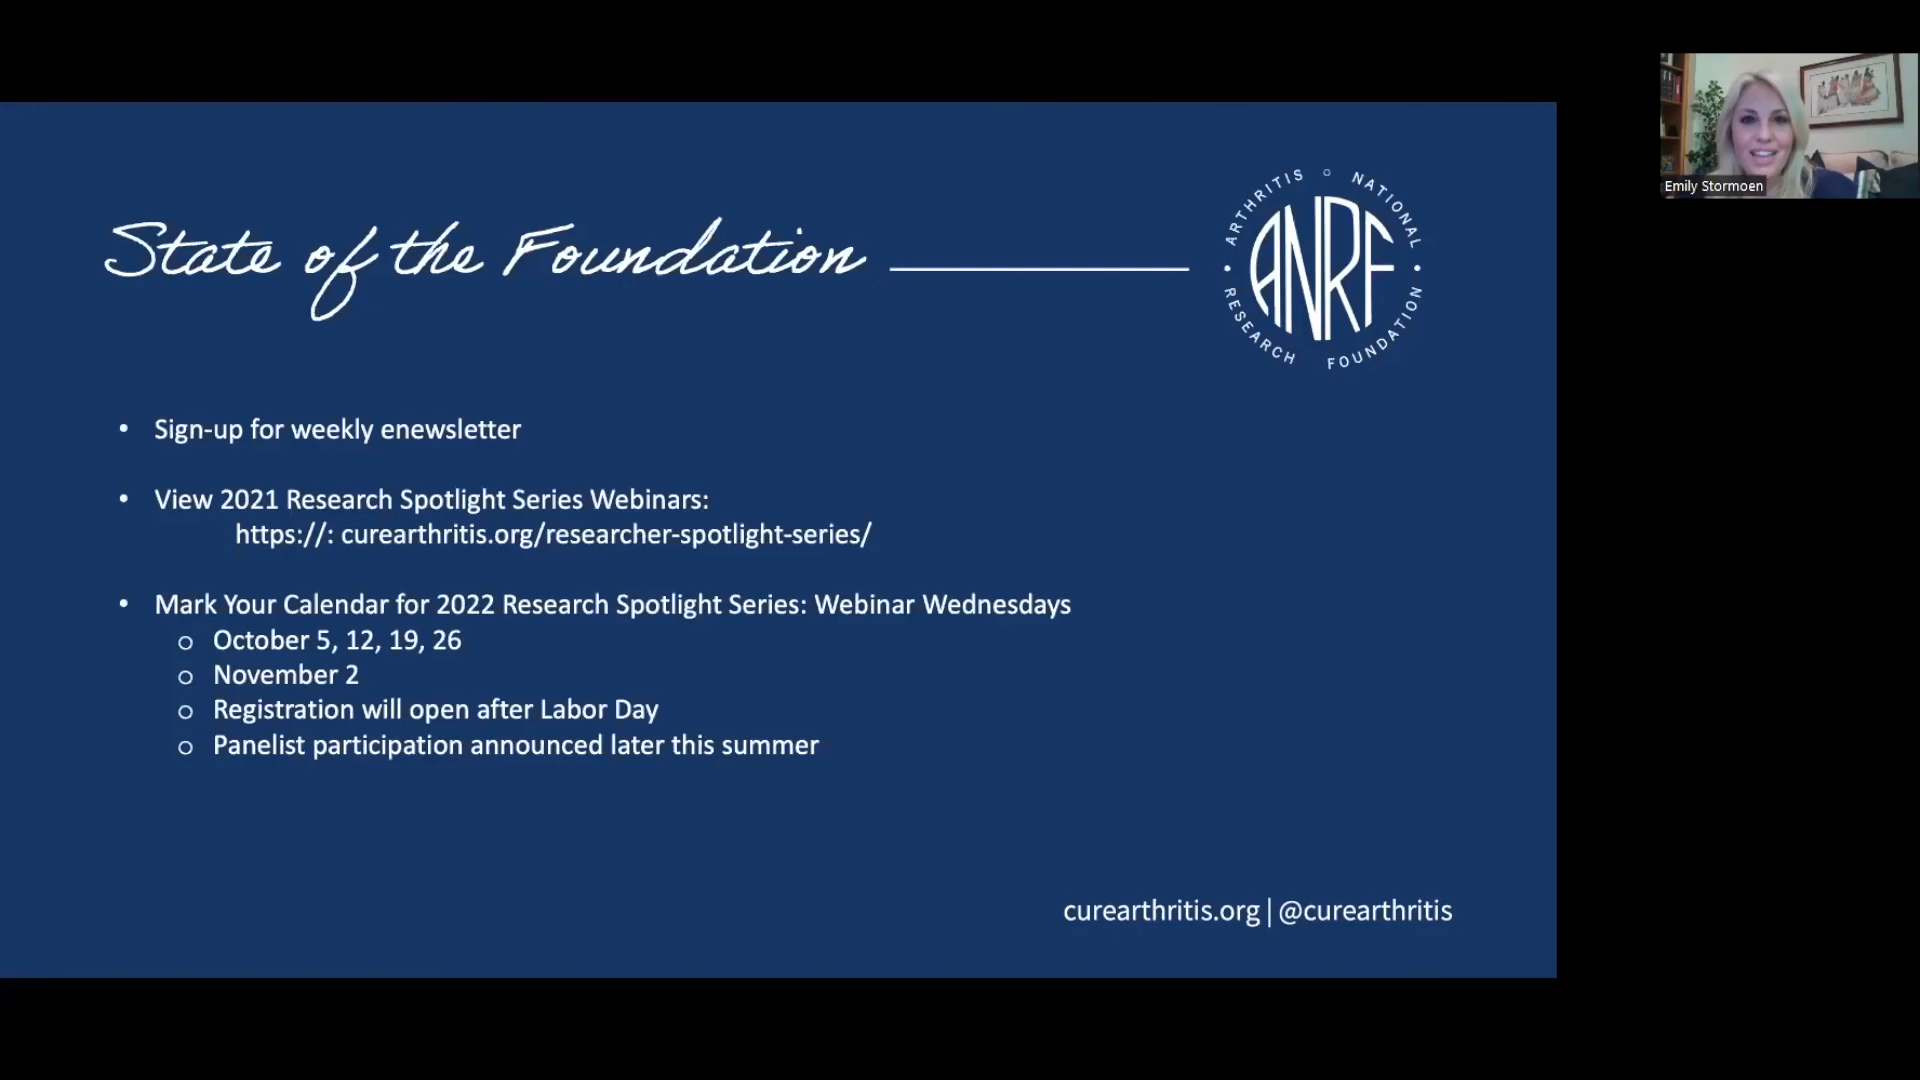 Emily Stormoen
State of the Foundation
ARTHRITIS NATIONAL
ANRF
RESEARCH FOUNDATION
• Sign-up for weekly enewsletter
• View 2021 Research Spotlight Series Webinars:
https://: curearthritis.org/researcher-spotlight-series/
• Mark Your Calendar for 2022 Research Spotlight Series: Webinar Wednesdays
o October 5, 12, 19, 26
o November 2
o Registration will open after Labor Day
o Panelist participation announced later this summer
curearthritis.org | @curearthritis